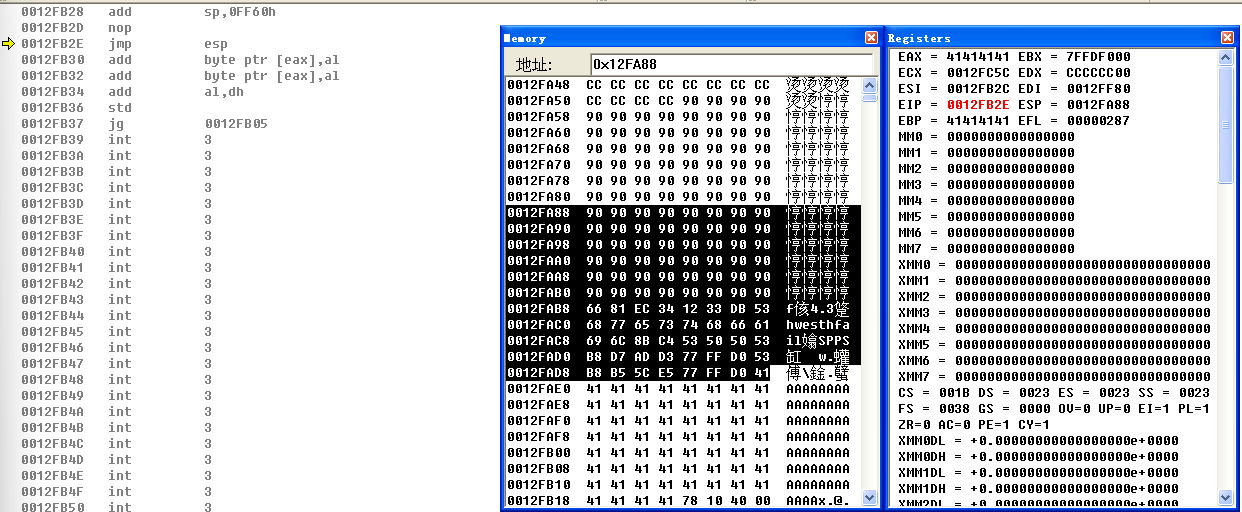 0012FB28 add sp,0FF60h
0012FB2D nop
0012FB2E jmp esp
0012FB30 add byte ptr [eax],al
0012FB32 add byte ptr [eax],al
0012FB34 add al,dh
0012FB36 std
0012FB37 jg 0012FB05
0012FB39 int 3
0012FB3A int 3
0012FB3B int 3
0012FB3C int 3
0012FB3D int 3
0012FB3E int 3
0012FB3F int 3
0012FB40 int 3
0012FB41 int 3
0012FB42 int 3
0012FB43 int 3
0012FB44 int 3
0012FB45 int 3
0012FB46 int 3
0012FB47 int 3
0012FB48 int 3
0012FB49 int 3
0012FB4A int 3
0012FB4B int 3
0012FB4C int 3
0012FB4D int 3
0012FB4E int 3
0012FB4F int 3
0012FB50 int 3
Memory
地址: 0x12FA88
0012FA48 CC CC CC CC CC CC CC CC 烫烫烫烫
0012FA50 CC CC CC CC 90 90 90 90 烫烫悙悙
0012FA58 90 90 90 90 90 90 90 90 悙悙悙悙
0012FA60 90 90 90 90 90 90 90 90 悙悙悙悙
0012FA68 90 90 90 90 90 90 90 90 悙悙悙悙
0012FA70 90 90 90 90 90 90 90 90 悙悙悙悙
0012FA78 90 90 90 90 90 90 90 90 悙悙悙悙
0012FA80 90 90 90 90 90 90 90 90 悙悙悙悙
0012FA88 90 90 90 90 90 90 90 90 悙悙悙悙
0012FA90 90 90 90 90 90 90 90 90 悙悙悙悙
0012FA98 90 90 90 90 90 90 90 90 悙悙悙悙
0012FAA0 90 90 90 90 90 90 90 90 悙悙悙悙
0012FAA8 90 90 90 90 90 90 90 90 悙悙悙悙
0012FAB0 90 90 90 90 90 90 90 90 悙悙悙悙
0012FAB8 66 81 EC 34 12 33 DB 53
0012FAC0 68 77 65 73 74 68 66 61 hwesthfa
0012FAC8 69 6C 8B C4 53 50 50 53
0012FAD0 B8 D7 AD D3 77 FF D0 53
0012FAD8 B8 B5 5C E5 77 FF D0 41
0012FAE0 41 41 41 41 41 41 41 41 AAAAAAAA
0012FAE8 41 41 41 41 41 41 41 41 AAAAAAAA
0012FAF0 41 41 41 41 41 41 41 41 AAAAAAAA
0012FAF8 41 41 41 41 41 41 41 41 AAAAAAAA
0012FB00 41 41 41 41 41 41 41 41 AAAAAAAA
0012FB08 41 41 41 41 41 41 41 41 AAAAAAAA
0012FB10 41 41 41 41 41 41 41 41 AAAAAAAA
0012FB18 41 41 41 41 78 10 40 00 AAAAx.@.
Registers
EAX = 41414141 EBX = 7FFDF000
ECX = 0012FC5C EDX = CCCCCC00
ESI = 0012FB2C EDI = 0012FF80
EIP = 0012FB2E ESP = 0012FA88
EBP = 41414141 EFL = 00000287
MM0 = 0000000000000000
MM1 = 0000000000000000
MM2 = 0000000000000000
MM3 = 0000000000000000
MM4 = 0000000000000000
MM5 = 0000000000000000
MM6 = 0000000000000000
MM7 = 0000000000000000
XMM0 = 00000000000000000000000000000000
XMM1 = 00000000000000000000000000000000
XMM2 = 00000000000000000000000000000000
XMM3 = 00000000000000000000000000000000
XMM4 = 00000000000000000000000000000000
XMM5 = 00000000000000000000000000000000
XMM6 = 00000000000000000000000000000000
XMM7 = 00000000000000000000000000000000
CS = 001B DS = 0023 ES = 0023 SS = 0023
FS = 0038 GS = 0000 OV=0 UP=0 EI=1 PL=1
ZR=0 AC=0 PE=1 CY=1
XMM0DL = +0.00000000000000000e+0000
XMM0DH = +0.00000000000000000e+0000
XMM1DL = +0.00000000000000000e+0000
XMM1DH = +0.00000000000000000e+0000
XMM2DL = +0.00000000000000000e+0000